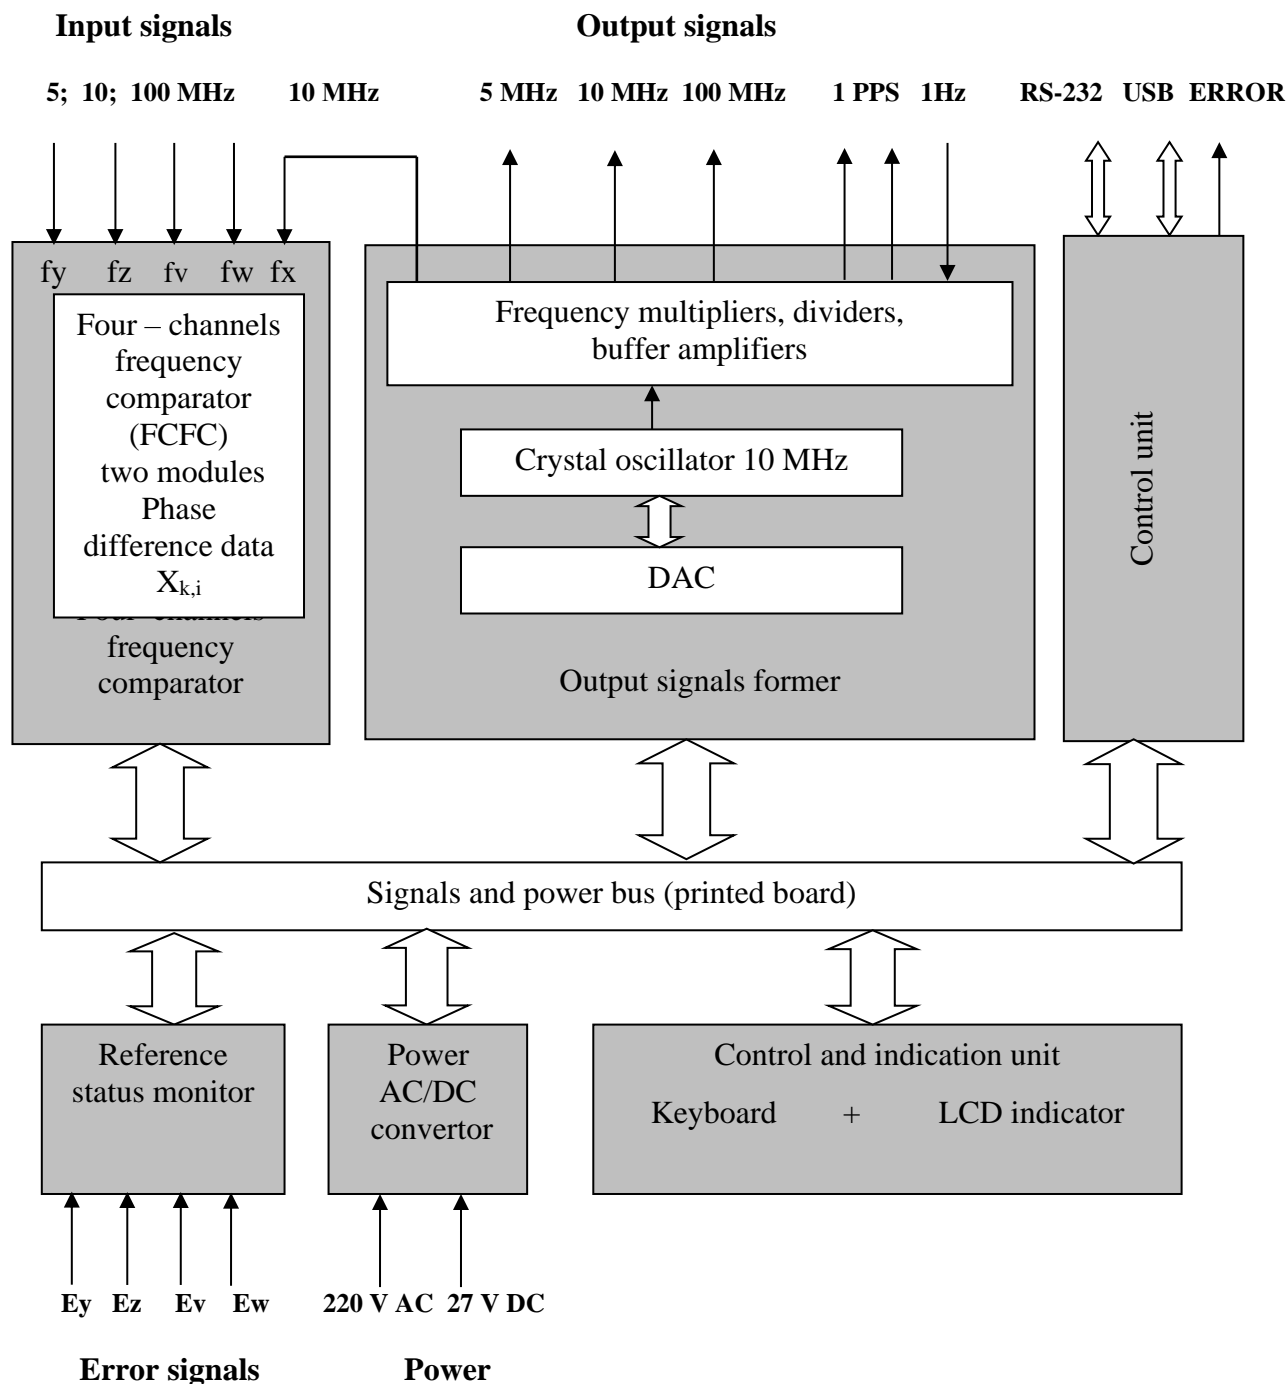 Input signals
Output signals
5; 10; 100 MHz
10 MHz
5 MHz 10 MHz 100 MHz
1 PPS 1Hz
RS-232 USB ERROR
fy fz fv fw fx
Four – channels
frequency
comparator
(FCFC)
two modules
Phase
difference data
Xk,i
frequency
comparator
Frequency multipliers, dividers,
buffer amplifiers
Crystal oscillator 10 MHz
DAC
Output signals former
Control unit
Signals and power bus (printed board)
Reference
status monitor
Power
AC/DC
convertor
Control and indication unit
Keyboard + LCD indicator
Ey Ez Ev Ew
220 V AC 27 V DC
Error signals
Power